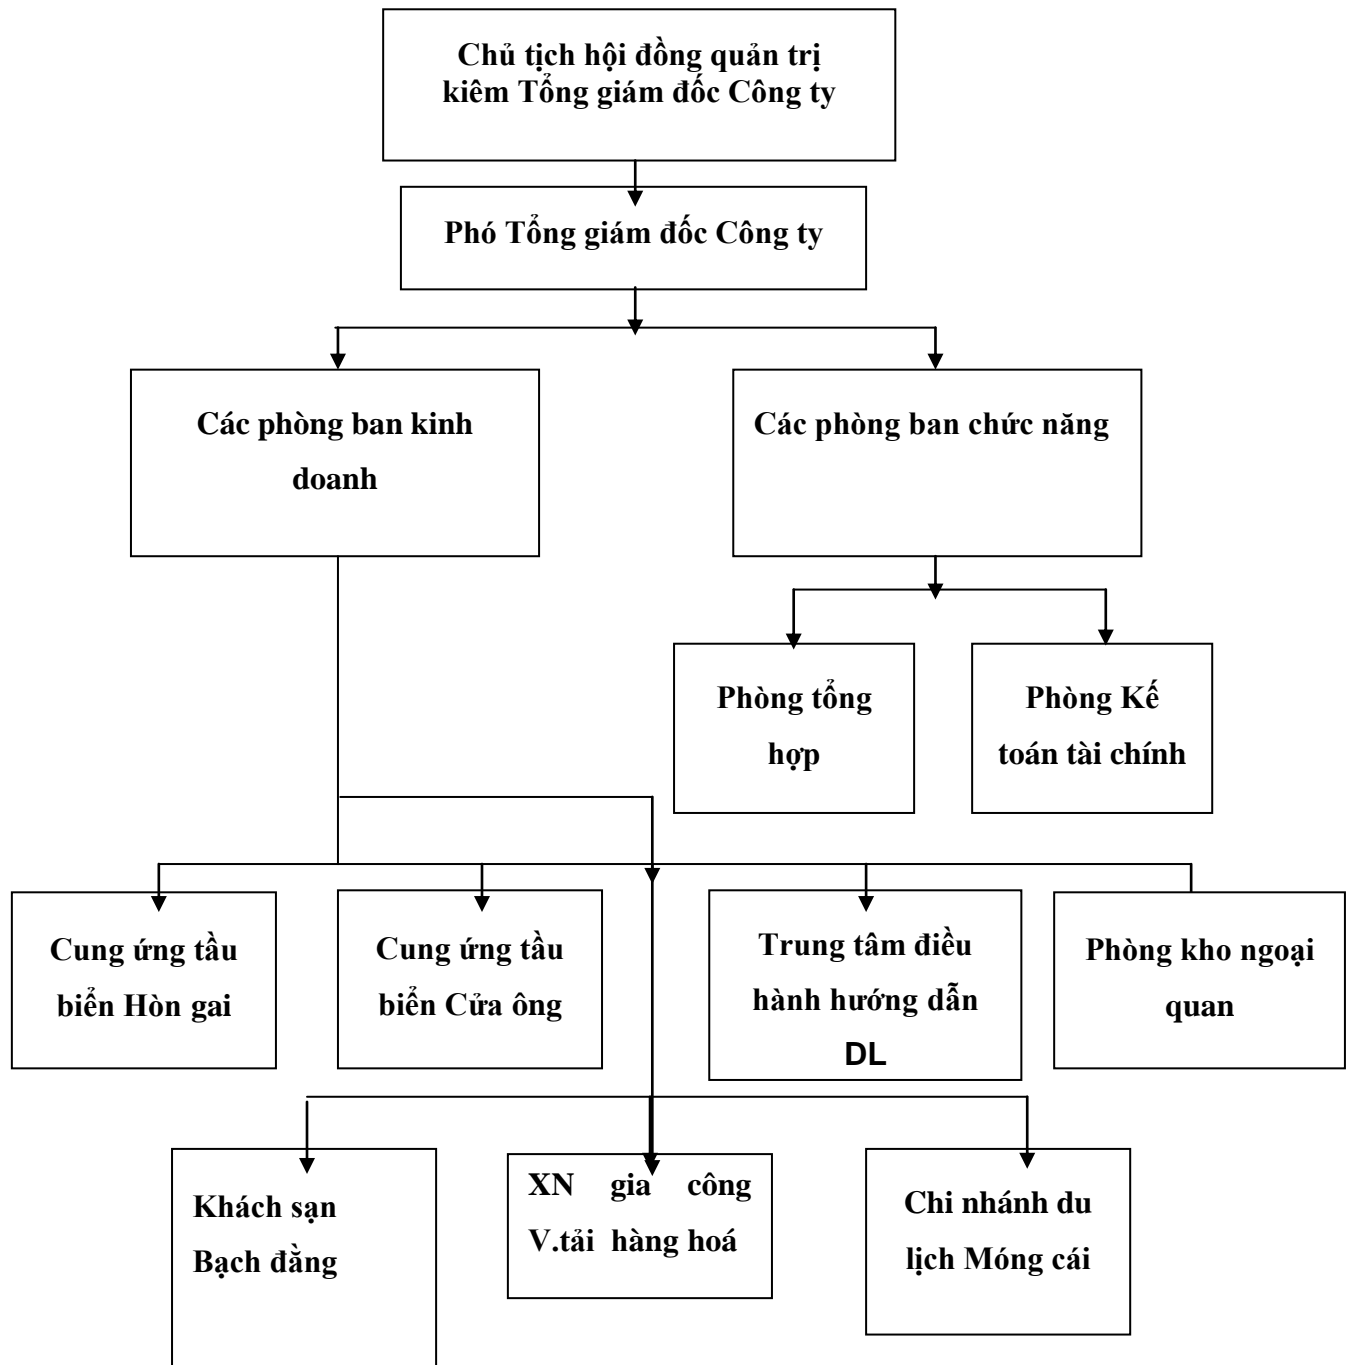 Chủ tịch hội đồng quản trị
kiêm Tổng giám đốc Công ty
Phó Tổng giám đốc Công ty
Các phòng ban kinh
doanh
Các phòng ban chức năng
Phòng tổng
hợp
Phòng Kế
toán tài chính
Cung ứng tầu
biển Hòn gai
Cung ứng tầu
biển Cửa ông
Trung tâm điều
hành hướng dẫn
DL
Phòng kho ngoại
quan
Khách sạn
Bạch đằng
XN gia công
V.tải hàng hoá
Chi nhánh du
lịch Móng cái